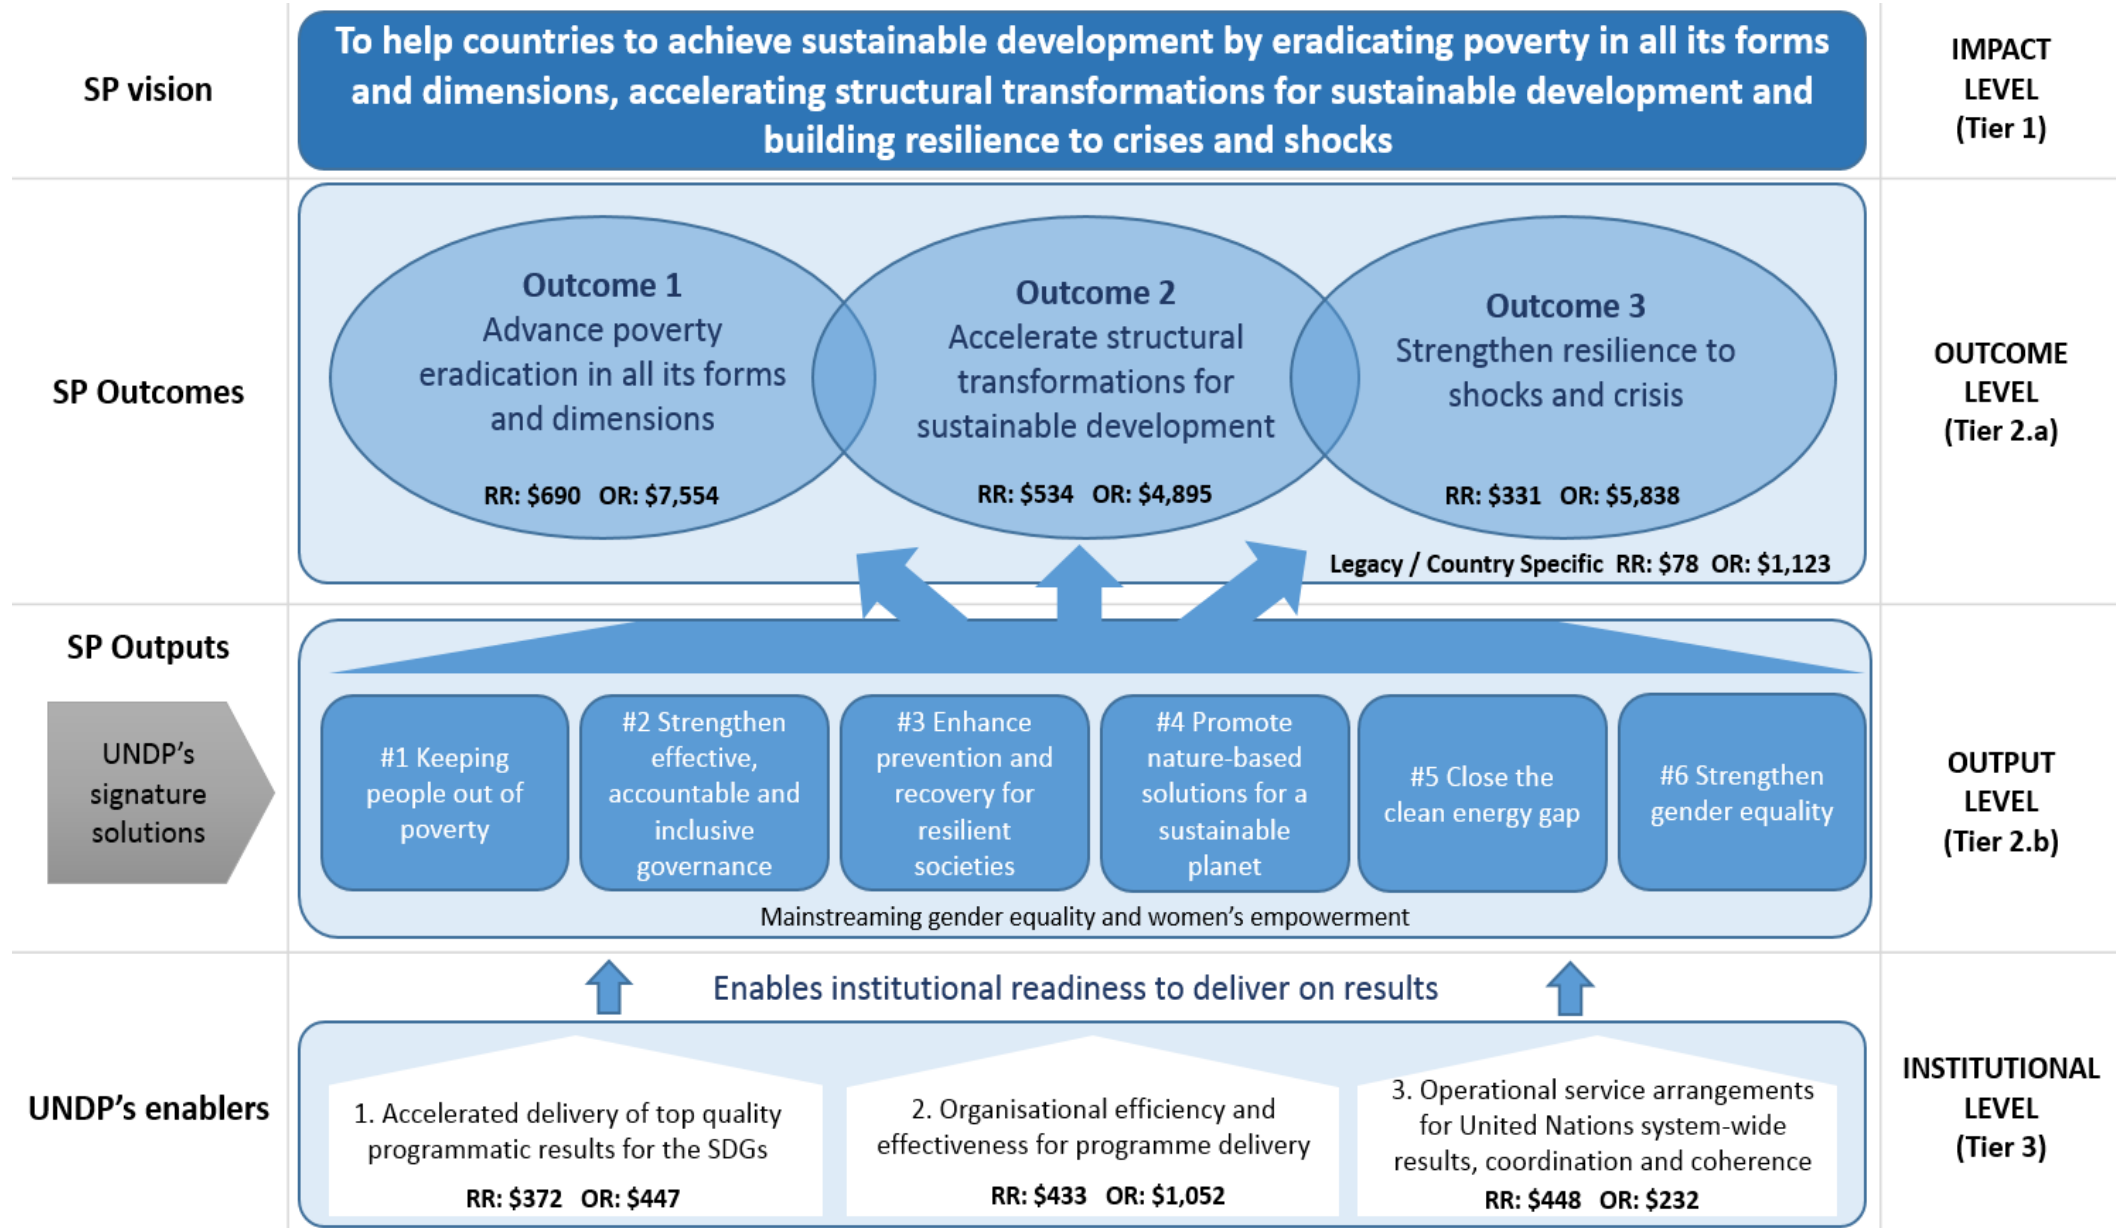 SP vision
To help countries to achieve sustainable development by eradicating poverty in all its forms
and dimensions, accelerating structural transformations for sustainable development and
building resilience to crises and shocks
IMPACT
LEVEL
(Tier 1)
SP Outcomes
Outcome 1
Advance poverty
eradication in all its forms
and dimensions
RR: $690 OR: $7,554
Outcome 2
Accelerate structural
transformations for
sustainable development
RR: $534 OR: $4,895
Outcome 3
Strengthen resilience to
shocks and crisis
RR: $331 OR: $5,838
Legacy / Country Specific RR: $78 OR: $1,123
OUTCOME
LEVEL
(Tier 2.a)
SP Outputs
UNDP's
signature
solutions
#1 Keeping
people out of
poverty
#2 Strengthen
effective,
accountable and
inclusive
governance
#3 Enhance
prevention and
recovery for
resilient
societies
#4 Promote
nature-based
solutions for a
sustainable
planet
#5 Close the
clean energy gap
#6 Strengthen
gender equality
Mainstreaming gender equality and women's empowerment
OUTPUT
LEVEL
(Tier 2.b)
Enables institutional readiness to deliver on results
UNDP's enablers
1. Accelerated delivery of top quality
programmatic results for the SDGs
RR: $372 OR: $447
2. Organisational efficiency and
effectiveness for programme delivery
RR: $433 OR: $1,052
3. Operational service arrangements
for United Nations system-wide
results, coordination and coherence
RR: $448 OR: $232
INSTITUTIONAL
LEVEL
(Tier 3)